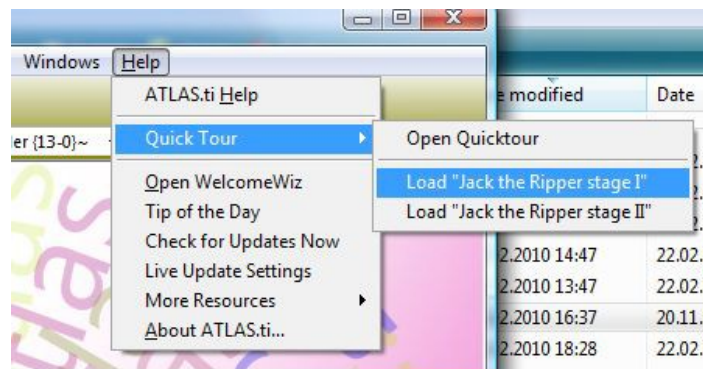 Windows Help
ATLAS.ti Help
e modified Date
er {13-0}~
Quick Tour
Open Quicktour
Load "Jack the Ripper stage I"
Load "Jack the Ripper stage II"
Open WelcomeWiz
Tip of the Day
Check for Updates Now
Live Update Settings
More Resources
About ATLAS.ti...
2.2010 14:47 22.02.
2.2010 13:47 22.02.
2.2010 16:37 20.11.
2.2010 18:28 22.02.